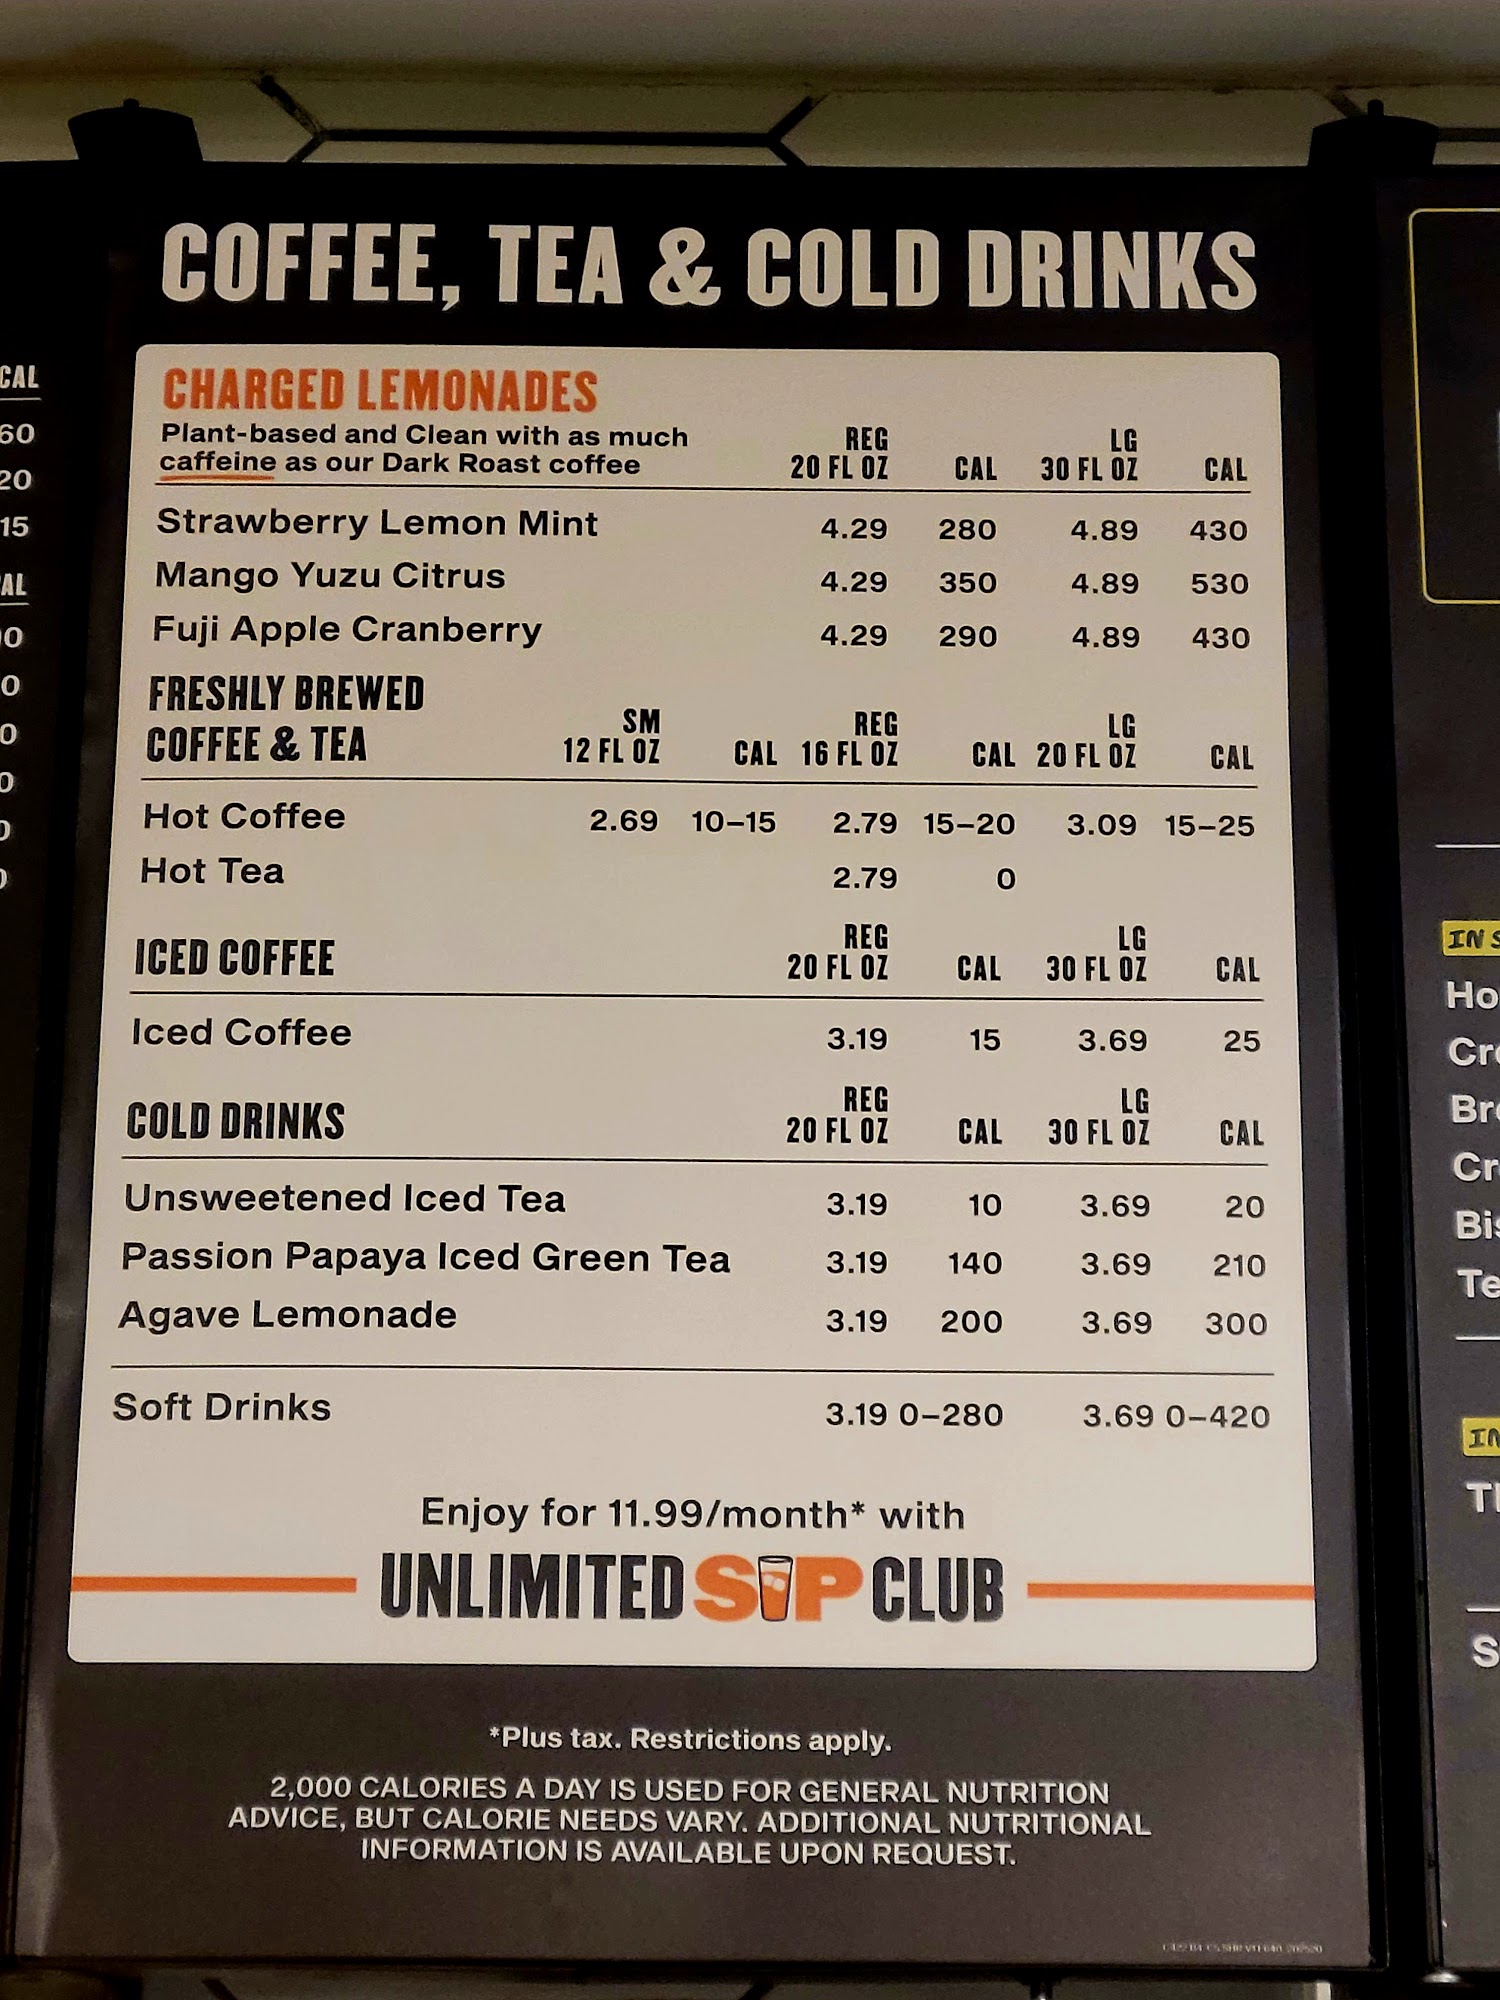 COFFEE, TEA & COLD DRINKS
CHARGED LEMONADES
Plant-based and Clean with as much
caffeine as our Dark Roast coffee
REG
20 FL OZ CAL
LG
30 FL OZ CAL
Strawberry Lemon Mint 4.29 280 4.89 430
Mango Yuzu Citrus 4.29 350 4.89 530
Fuji Apple Cranberry 4.29 290 4.89 430
FRESHLY BREWED
COFFEE & TEA
SM
12 FL OZ CAL
REG
16 FL OZ CAL
LG
20 FL OZ CAL
Hot Coffee 2.69 10–15 2.79 15–20 3.09 15–25
Hot Tea 2.79 0
ICED COFFEE
REG
20 FL OZ CAL
LG
30 FL OZ CAL
Iced Coffee 3.19 15 3.69 25
COLD DRINKS
REG
20 FL OZ CAL
LG
30 FL OZ CAL
Unsweetened Iced Tea 3.19 10 3.69 20
Passion Papaya Iced Green Tea 3.19 140 3.69 210
Agave Lemonade 3.19 200 3.69 300
Soft Drinks 3.19 0–280 3.69 0–420
Enjoy for 11.99/month* with
UNLIMITED SIP CLUB
*Plus tax. Restrictions apply.
2,000 CALORIES A DAY IS USED FOR GENERAL NUTRITION
ADVICE, BUT CALORIE NEEDS VARY. ADDITIONAL NUTRITIONAL
INFORMATION IS AVAILABLE UPON REQUEST.
CAL
60
20
15